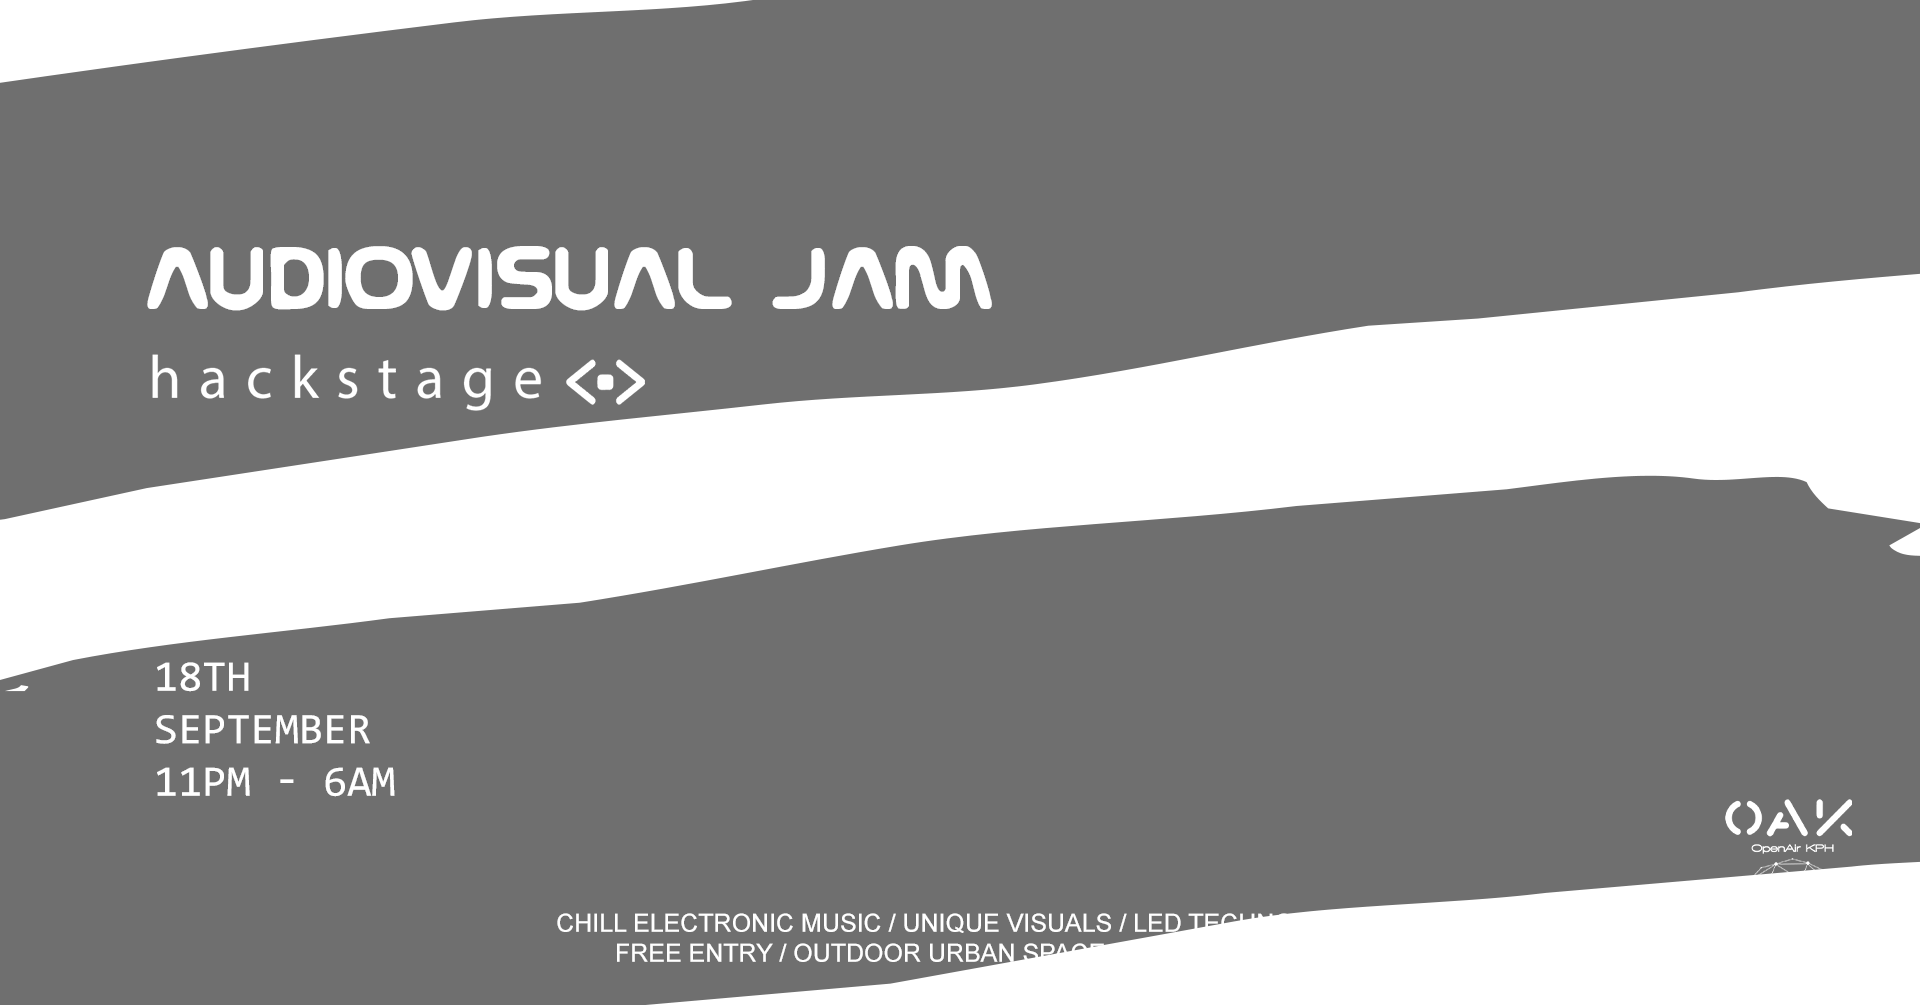 AUDIOVISUAL JAM
hackstage
18TH
SEPTEMBER
11PM - 6AM
OAK
OpenAir KPH
CHILL ELECTRONIC MUSIC / UNIQUE VISUALS / LED
FREE ENTRY / OUTDOOR URBAN SPACE